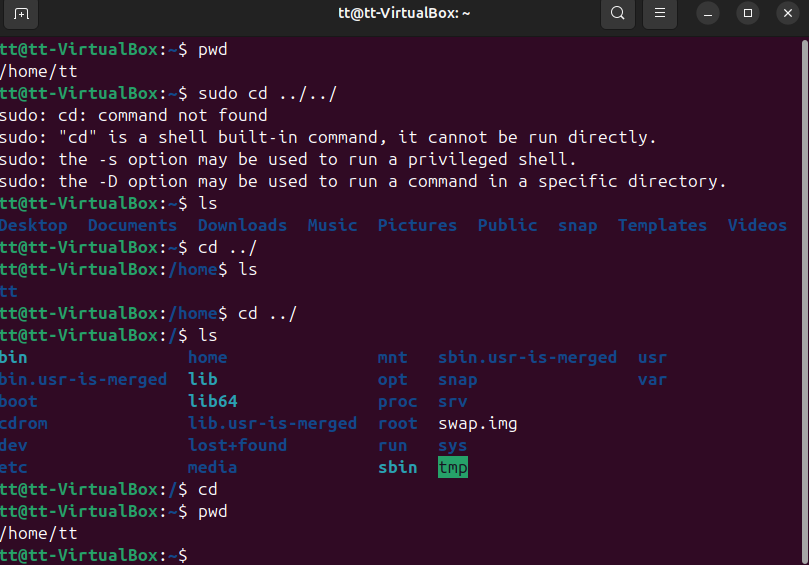 tt@tt-VirtualBox: ~
tt@tt-VirtualBox:~$ pwd
/home/tt
tt@tt-VirtualBox:~$ sudo cd ../../
sudo: cd: command not found
sudo: "cd" is a shell built-in command, it cannot be run directly.
sudo: the -s option may be used to run a privileged shell.
sudo: the -D option may be used to run a command in a specific directory.
tt@tt-VirtualBox:~$ ls
Desktop  Documents  Downloads  Music  Pictures  Public  snap  Templates  Videos
tt@tt-VirtualBox:~$ cd ../
tt@tt-VirtualBox:/home$ ls
tt
tt@tt-VirtualBox:/home$ cd ../
tt@tt-VirtualBox:/$ ls
bin                home               mnt   sbin.usr-is-merged  usr
bin.usr-is-merged  lib                opt   snap                var
boot               lib64              proc  srv
cdrom              lib.usr-is-merged  root  swap.img
dev                lost+found         run   sys
etc                media              sbin  tmp
tt@tt-VirtualBox:/$ cd
tt@tt-VirtualBox:~$ pwd
/home/tt
tt@tt-VirtualBox:~$